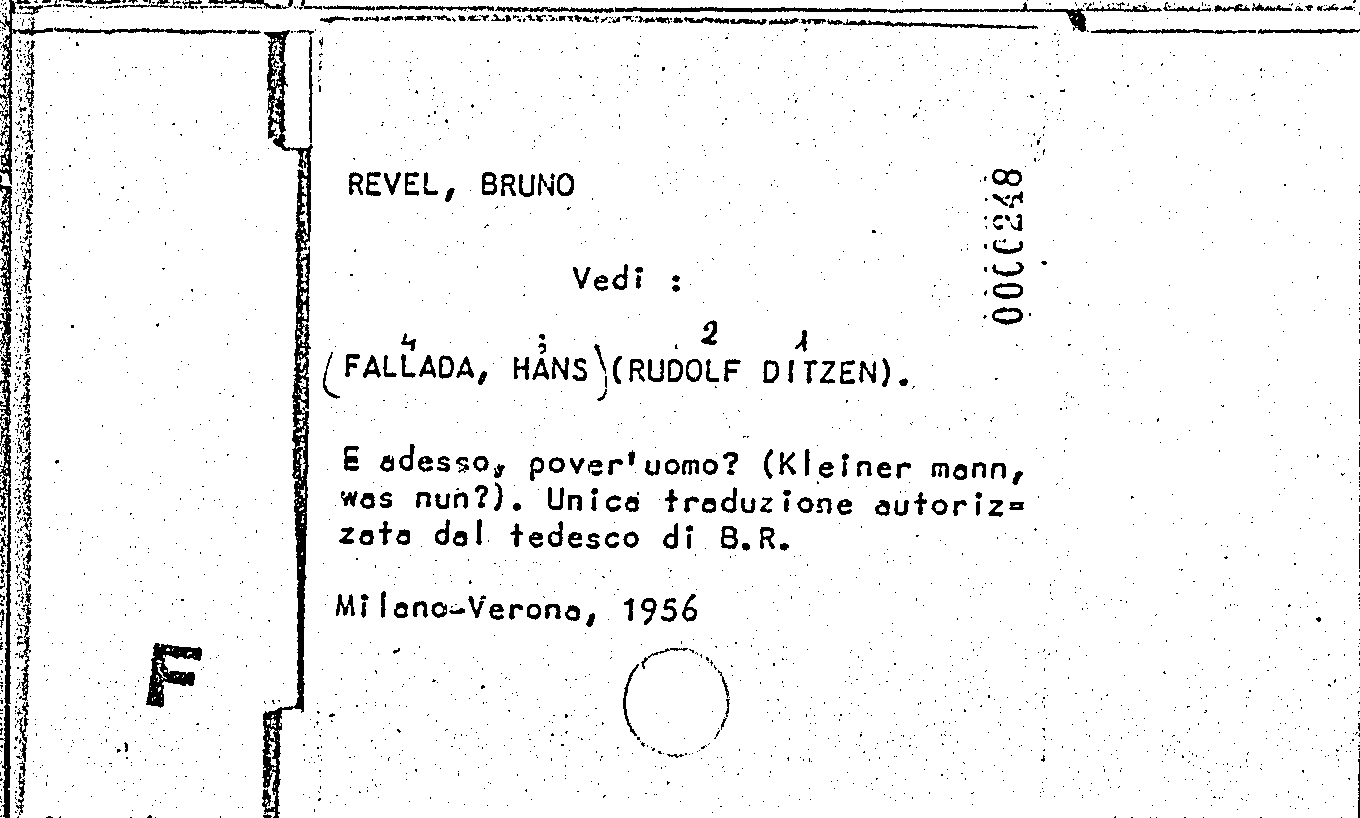 REVEL, BRUNO
0000248
Vedi :
4 3 2 1
(FALLADA, HANS)(RUDOLF DITZEN).
E adesso, pover'uomo? (Kleiner mann,
was nun?). Unica traduzione autoriz=
zata dal tedesco di B.R.
Milano-Verona, 1956
F